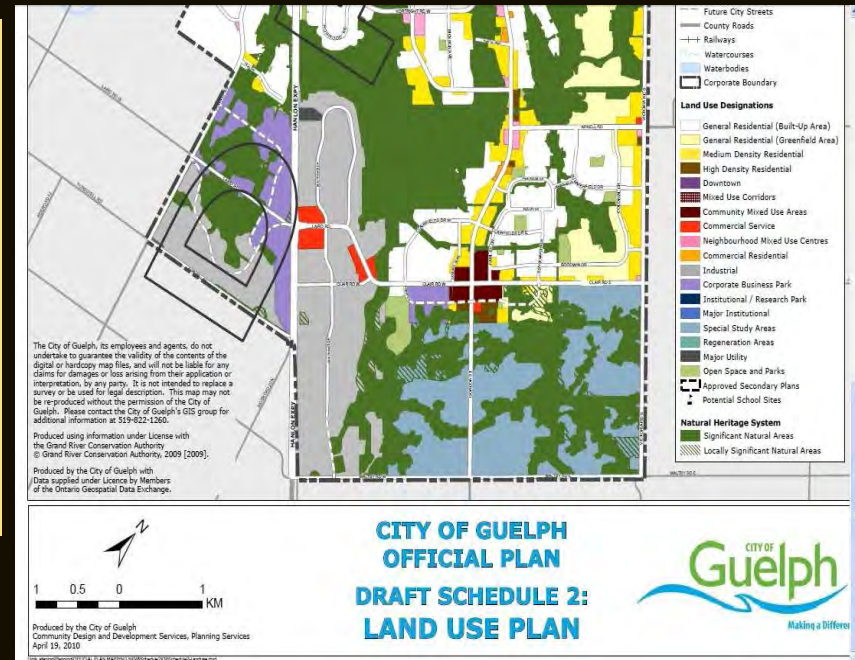 Future City Streets
County Roads
Railways
Watercourses
Waterbodies
Corporate Boundary
Land Use Designations
General Residential (Built-Up Area)
General Residential (Greenfield Area)
Medium Density Residential
High Density Residential
Downtown
Mixed Use Corridors
Community Mixed Use Areas
Commercial Service
Neighbourhood Mixed Use Centres
Commercial Residential
Industrial
Corporate Business Park
Institutional / Research Park
Major Institutional
Special Study Areas
Regeneration Areas
Major Utility
Open Space and Parks
Approved Secondary Plans
Potential School Sites
Natural Heritage System
Significant Natural Areas
Locally Significant Natural Areas
HANLON EXPY
LAIRD RD
CLAIR RD W
CLAIR RD E
HANLON EXPY
MALTBY RD E
The City of Guelph, its employees and agents, do not
undertake to guarantee the validity of the contents of the
digital or hardcopy map files, and will not be liable for any
claims for damages or loss arising from their application or
interpretation, by any party. It is not intended to replace a
survey or be used for legal description. This map may not
be re-produced without the permission of the City of
Guelph. Please contact the City of Guelph's GIS group for
additional information at 519-822-1260.
Produced using information under License with
the Grand River Conservation Authority
© Grand River Conservation Authority, 2009 [2009].
Produced by the City of Guelph with
Data supplied under Licence by Members
of the Ontario Geospatial Data Exchange.
N
1 0.5 0 1
KM
Produced by the City of Guelph
Community Design and Development Services, Planning Services
April 19, 2010
CITY OF GUELPH
OFFICIAL PLAN
DRAFT SCHEDULE 2:
LAND USE PLAN
CITY OF
Guelph
Making a Differen